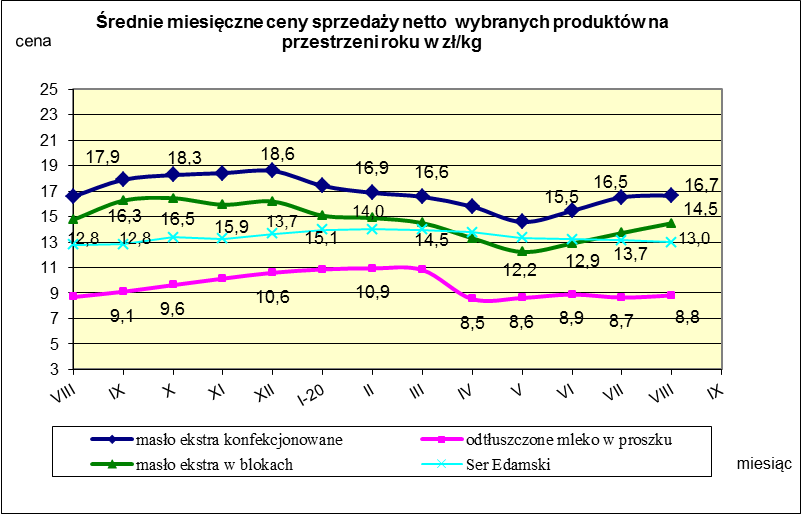 Średnie miesięczne ceny sprzedaży netto wybranych produktów na
przestrzeni roku w zł/kg
cena
25
23
21
19
17
15
13
11
9
7
5
3
17,9 18,3 18,6 16,9 16,6 15,5 16,5 16,7
16,3 16,5 15,9 15,1 14,5 12,2 12,9 13,7 14,5
12,8 12,8 13,7 14,0 13,0
9,1 9,6 10,6 10,9 8,5 8,6 8,9 8,7 8,8
VIII IX X XI XII I-20 II III IV V VI VII VIII IX
masło ekstra konfekcjonowane
odtłuszczone mleko w proszku
masło ekstra w blokach
Ser Edamski
miesiąc